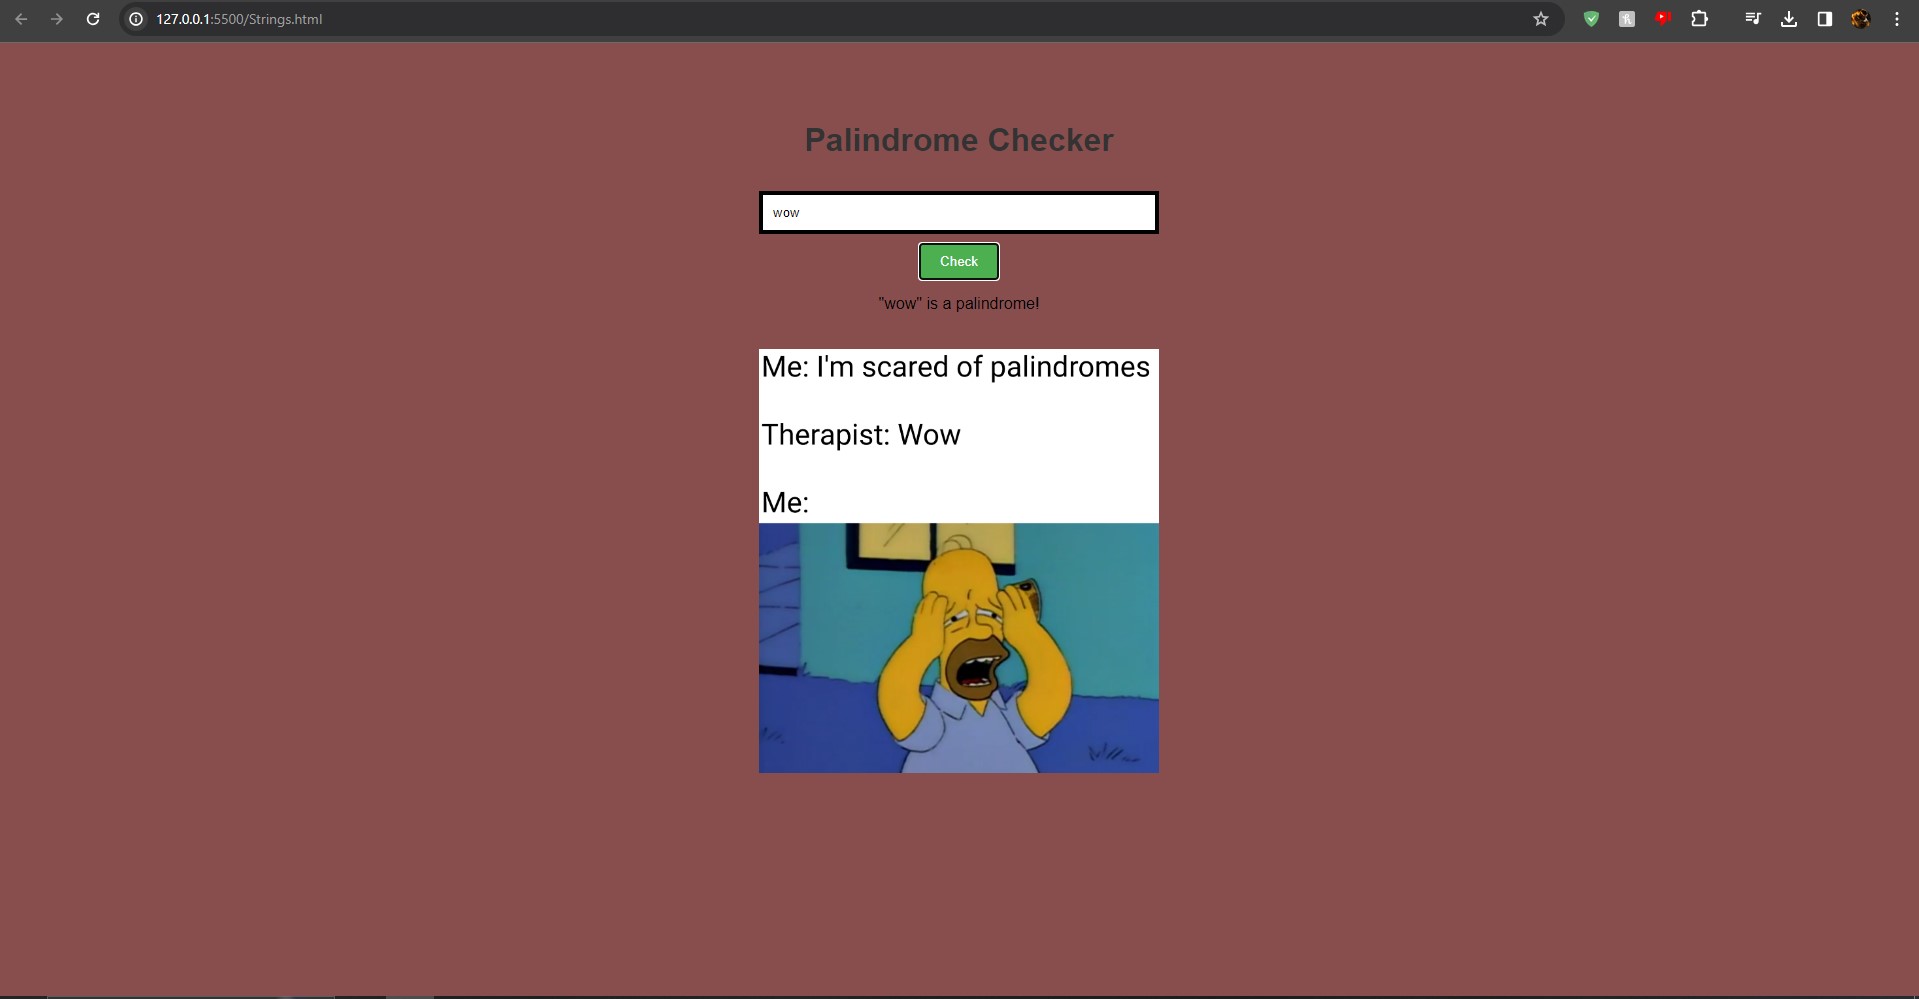 127.0.0.1:5500/Strings.html
Palindrome Checker
wow
Check
"wow" is a palindrome!
Me: I'm scared of palindromes
Therapist: Wow
Me: